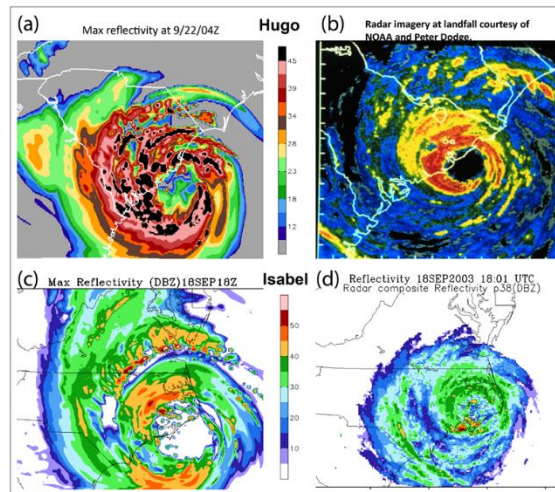 (a)
Max reflectivity at 9/22/04Z
Hugo
(b)
Radar imagery at landfall courtesy of
NOAA and Peter Dodge.
45
39
34
28
23
18
12
(c)
Max Reflectivity (DBZ)18SEP18Z
Isabel
(d)
Reflectivity 18SEP2003 18:01 UTC
Radar composite Reflectivity p38(DBZ)
50
40
30
20
10